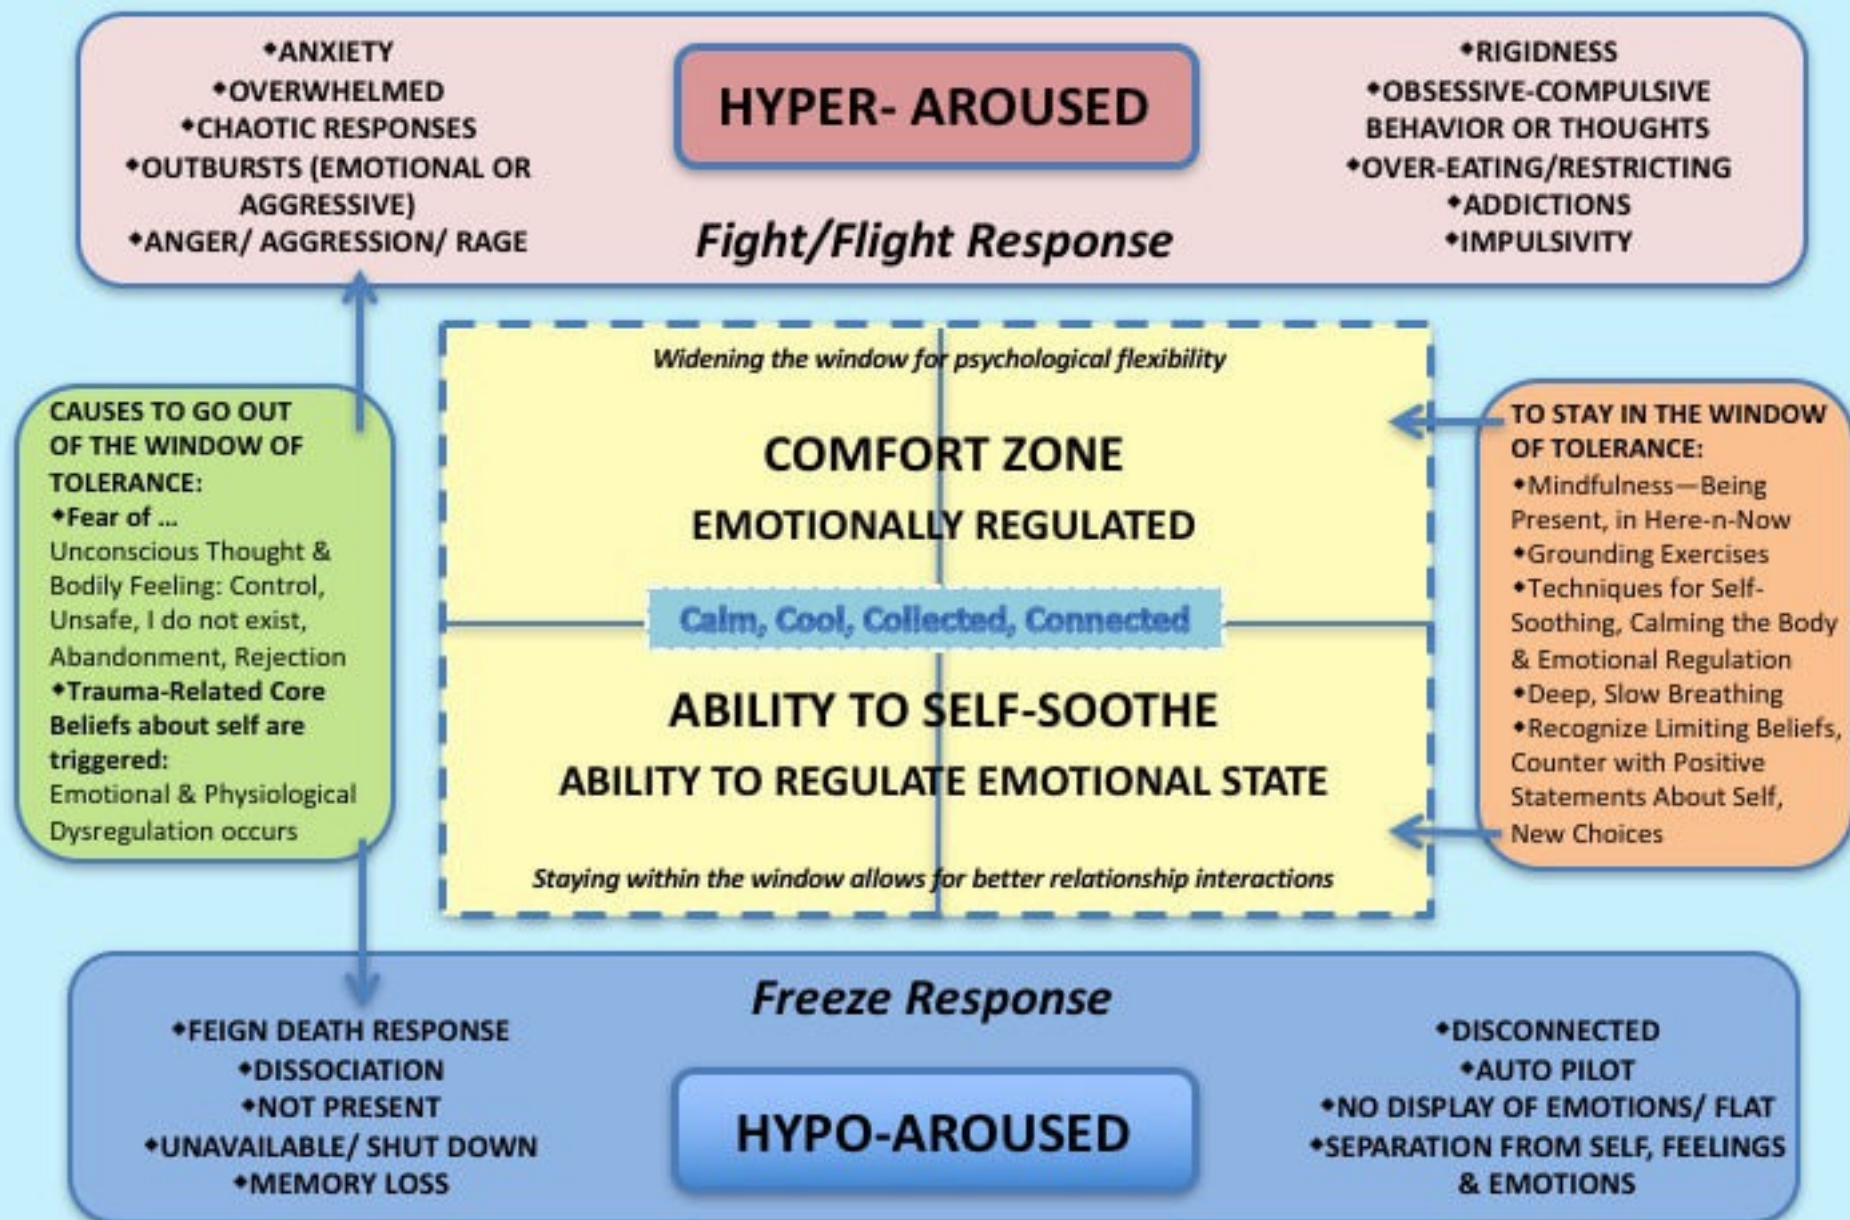 ◆ANXIETY
◆OVERWHELMED
◆CHAOTIC RESPONSES
◆OUTBURSTS (EMOTIONAL OR
AGGRESSIVE)
◆ANGER/ AGGRESSION/ RAGE
HYPER- AROUSED
Fight/Flight Response
◆RIGIDNESS
◆OBSESSIVE-COMPULSIVE
BEHAVIOR OR THOUGHTS
◆OVER-EATING/RESTRICTING
◆ADDICTIONS
◆IMPULSIVITY
CAUSES TO GO OUT
OF THE WINDOW OF
TOLERANCE:
◆Fear of ...
Unconscious Thought &
Bodily Feeling: Control,
Unsafe, I do not exist,
Abandonment, Rejection
◆Trauma-Related Core
Beliefs about self are
triggered:
Emotional & Physiological
Dysregulation occurs
Widening the window for psychological flexibility
COMFORT ZONE
EMOTIONALLY REGULATED
Calm, Cool, Collected, Connected
ABILITY TO SELF-SOOTHE
ABILITY TO REGULATE EMOTIONAL STATE
Staying within the window allows for better relationship interactions
TO STAY IN THE WINDOW
OF TOLERANCE:
◆Mindfulness—Being
Present, in Here-n-Now
◆Grounding Exercises
◆Techniques for Self-
Soothing, Calming the Body
& Emotional Regulation
◆Deep, Slow Breathing
◆Recognize Limiting Beliefs,
Counter with Positive
Statements About Self,
New Choices
◆FEIGN DEATH RESPONSE
◆DISSOCIATION
◆NOT PRESENT
◆UNAVAILABLE/ SHUT DOWN
◆MEMORY LOSS
Freeze Response
HYPO-AROUSED
◆DISCONNECTED
◆AUTO PILOT
◆NO DISPLAY OF EMOTIONS/ FLAT
◆SEPARATION FROM SELF, FEELINGS
& EMOTIONS